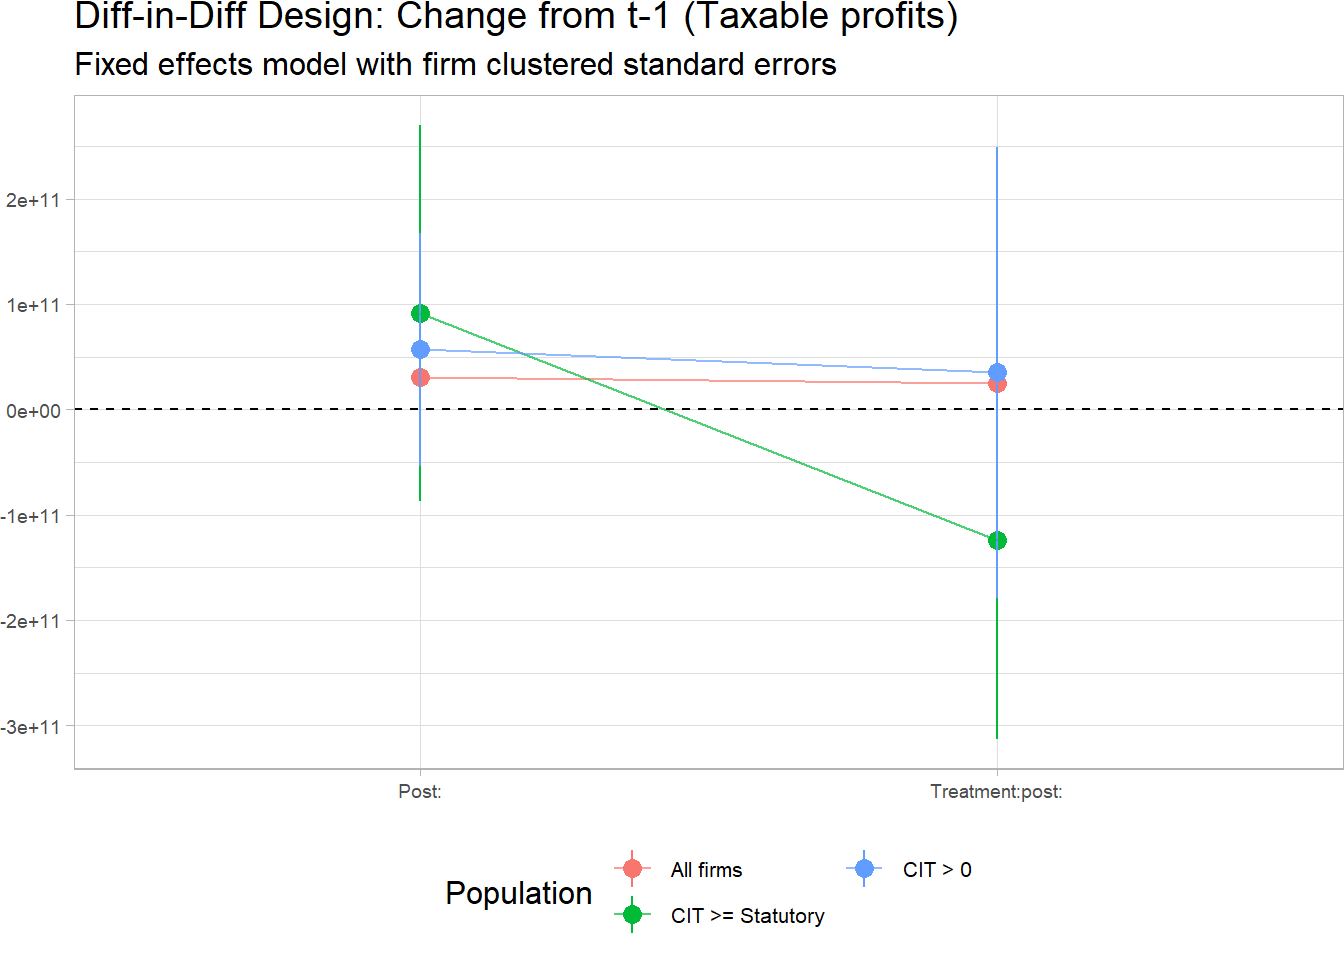 Diff-in-Diff Design: Change from t-1 (Taxable profits)
Fixed effects model with firm clustered standard errors
2e+11
1e+11
0e+00
-1e+11
-2e+11
-3e+11
Post:
Treatment:post:
Population
All firms
CIT > 0
CIT >= Statutory